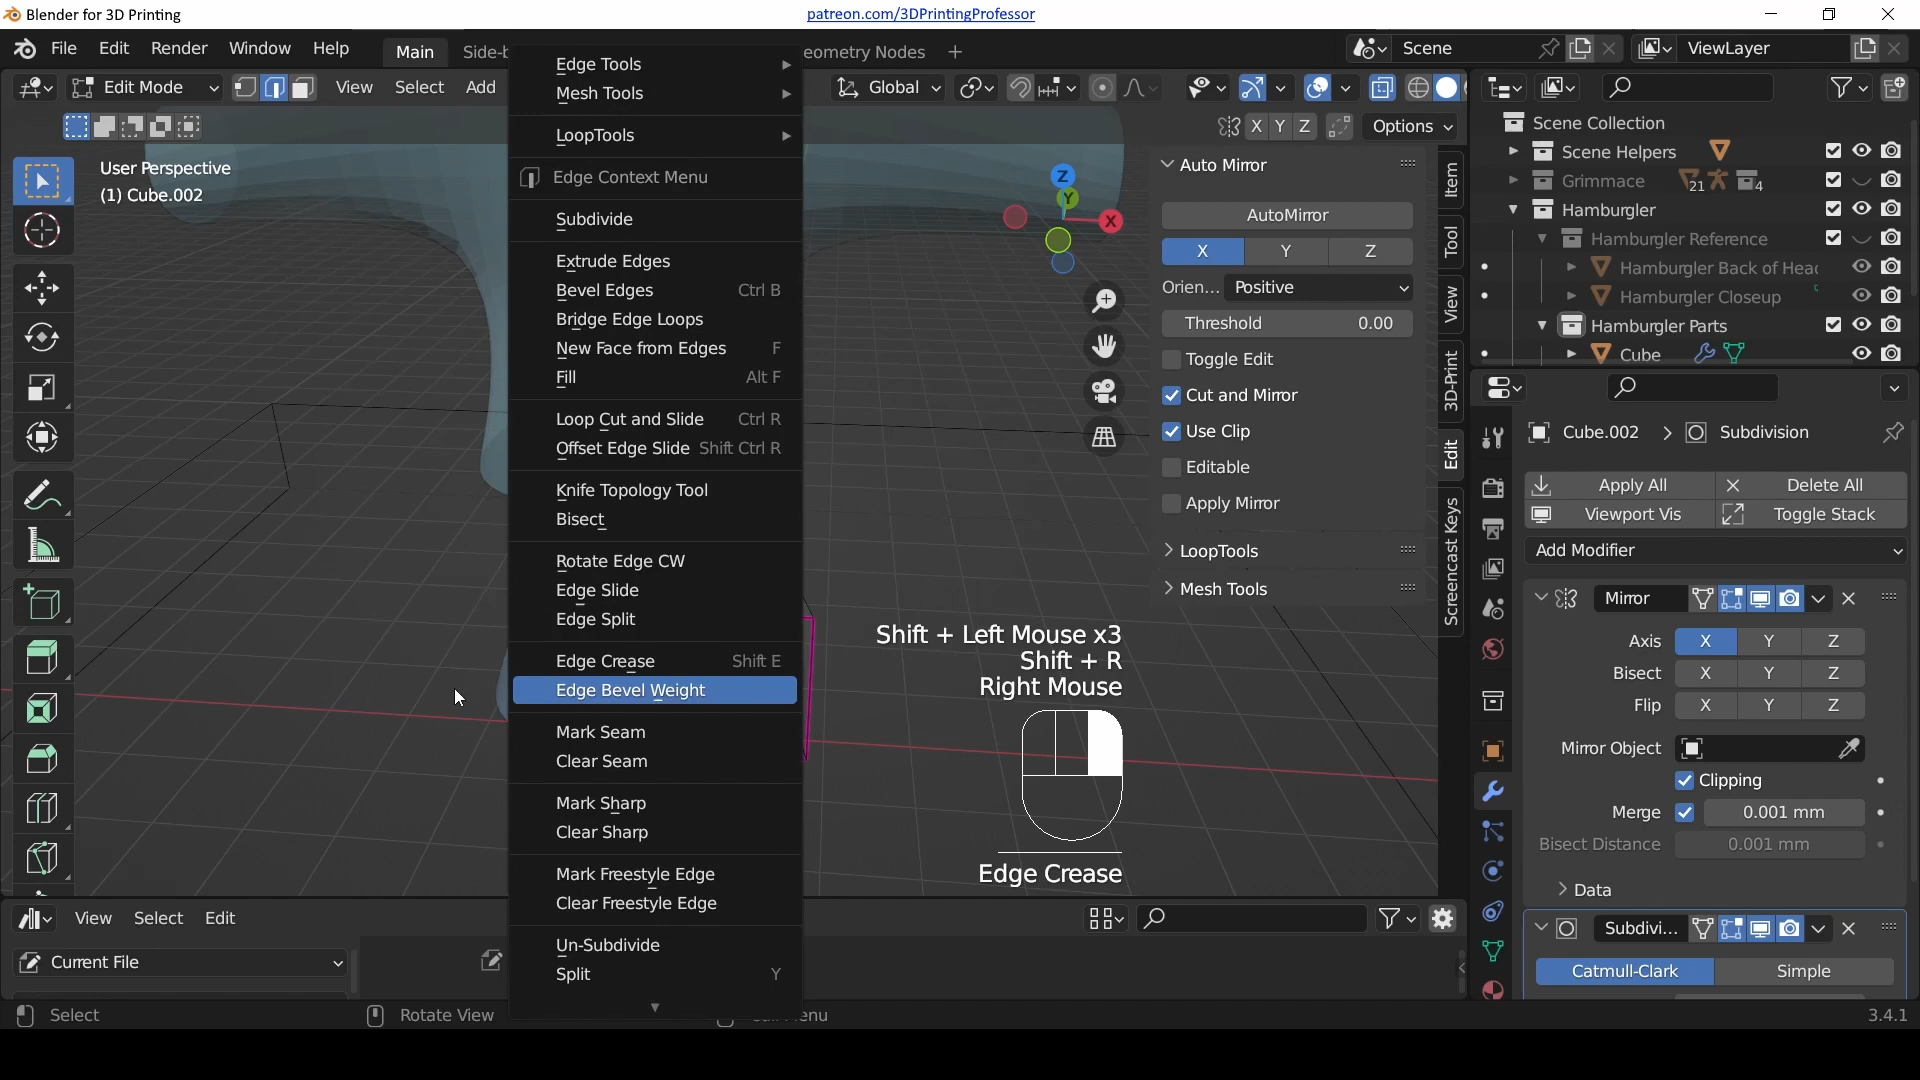 Blender for 3D Printing
patreon.com/3DPrintingProfessor
File Edit Render Window Help
Main Side-b eometry Nodes
Scene
ViewLayer
Edit Mode View Select Add
Global
X Y Z Options
User Perspective
(1) Cube.002
Edge Tools
Mesh Tools
LoopTools
Edge Context Menu
Subdivide
Extrude Edges
Bevel Edges Ctrl B
Bridge Edge Loops
New Face from Edges F
Fill Alt F
Loop Cut and Slide Ctrl R
Offset Edge Slide Shift Ctrl R
Knife Topology Tool
Bisect
Rotate Edge CW
Edge Slide
Edge Split
Edge Crease Shift E
Edge Bevel Weight
Mark Seam
Clear Seam
Mark Sharp
Clear Sharp
Mark Freestyle Edge
Clear Freestyle Edge
Un-Subdivide
Split Y
Z
Y
X
Auto Mirror
AutoMirror
X Y Z
Orien... Positive
Threshold 0.00
Toggle Edit
Cut and Mirror
Use Clip
Editable
Apply Mirror
LoopTools
Mesh Tools
Item
Tool
View
3D-Print
Edit
Screencast Keys
Shift + Left Mouse x3
Shift + R
Right Mouse
Edge Crease
Scene Collection
Scene Helpers
Grimmace 21 4
Hamburgler
Hamburgler Reference
Hamburgler Back of Head
Hamburgler Closeup
Hamburgler Parts
Cube
Cube.002 > Subdivision
Apply All Delete All
Viewport Vis Toggle Stack
Add Modifier
Mirror
Axis X Y Z
Bisect X Y Z
Flip X Y Z
Mirror Object
Clipping
Merge 0.001 mm
Bisect Distance 0.001 mm
Data
Subdivi...
Catmull-Clark Simple
View Select Edit
Current File
Select Rotate View Menu
3.4.1